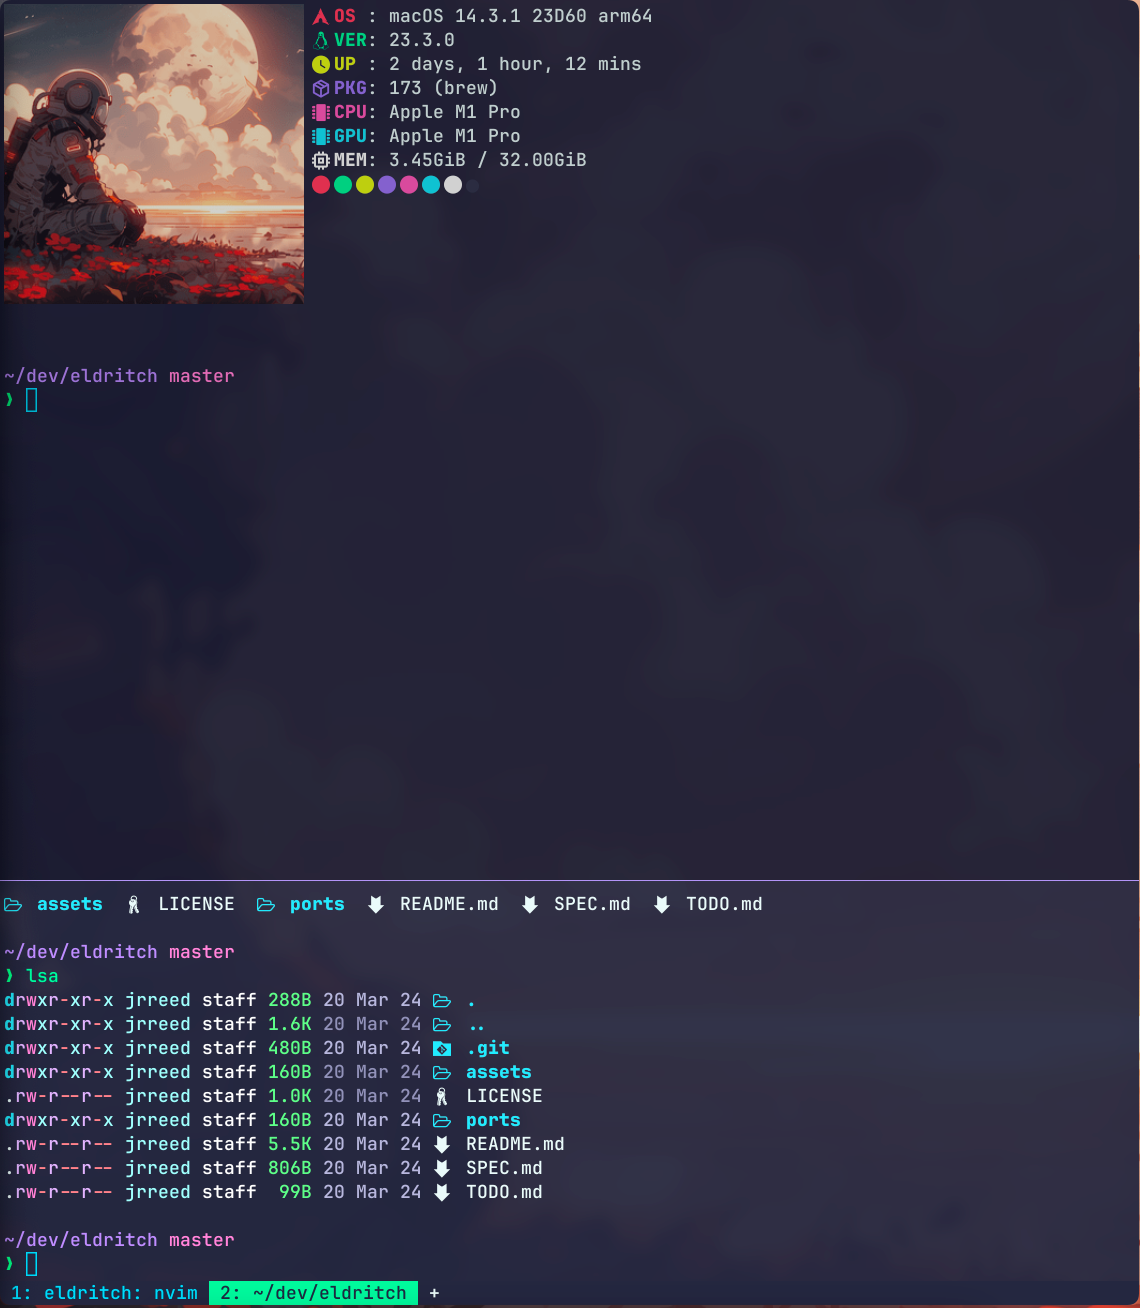 OS : macOS 14.3.1 23D60 arm64
VER: 23.3.0
UP : 2 days, 1 hour, 12 mins
PKG: 173 (brew)
CPU: Apple M1 Pro
GPU: Apple M1 Pro
MEM: 3.45GiB / 32.00GiB
~/dev/eldritch master
❯
assets LICENSE ports README.md SPEC.md TODO.md
~/dev/eldritch master
❯ lsa
drwxr-xr-x jrreed staff 288B 20 Mar 24 .
drwxr-xr-x jrreed staff 1.6K 20 Mar 24 ..
drwxr-xr-x jrreed staff 480B 20 Mar 24 .git
drwxr-xr-x jrreed staff 160B 20 Mar 24 assets
.rw-r--r-- jrreed staff 1.0K 20 Mar 24 LICENSE
drwxr-xr-x jrreed staff 160B 20 Mar 24 ports
.rw-r--r-- jrreed staff 5.5K 20 Mar 24 README.md
.rw-r--r-- jrreed staff 806B 20 Mar 24 SPEC.md
.rw-r--r-- jrreed staff 99B 20 Mar 24 TODO.md
~/dev/eldritch master
❯
1: eldritch: nvim 2: ~/dev/eldritch +